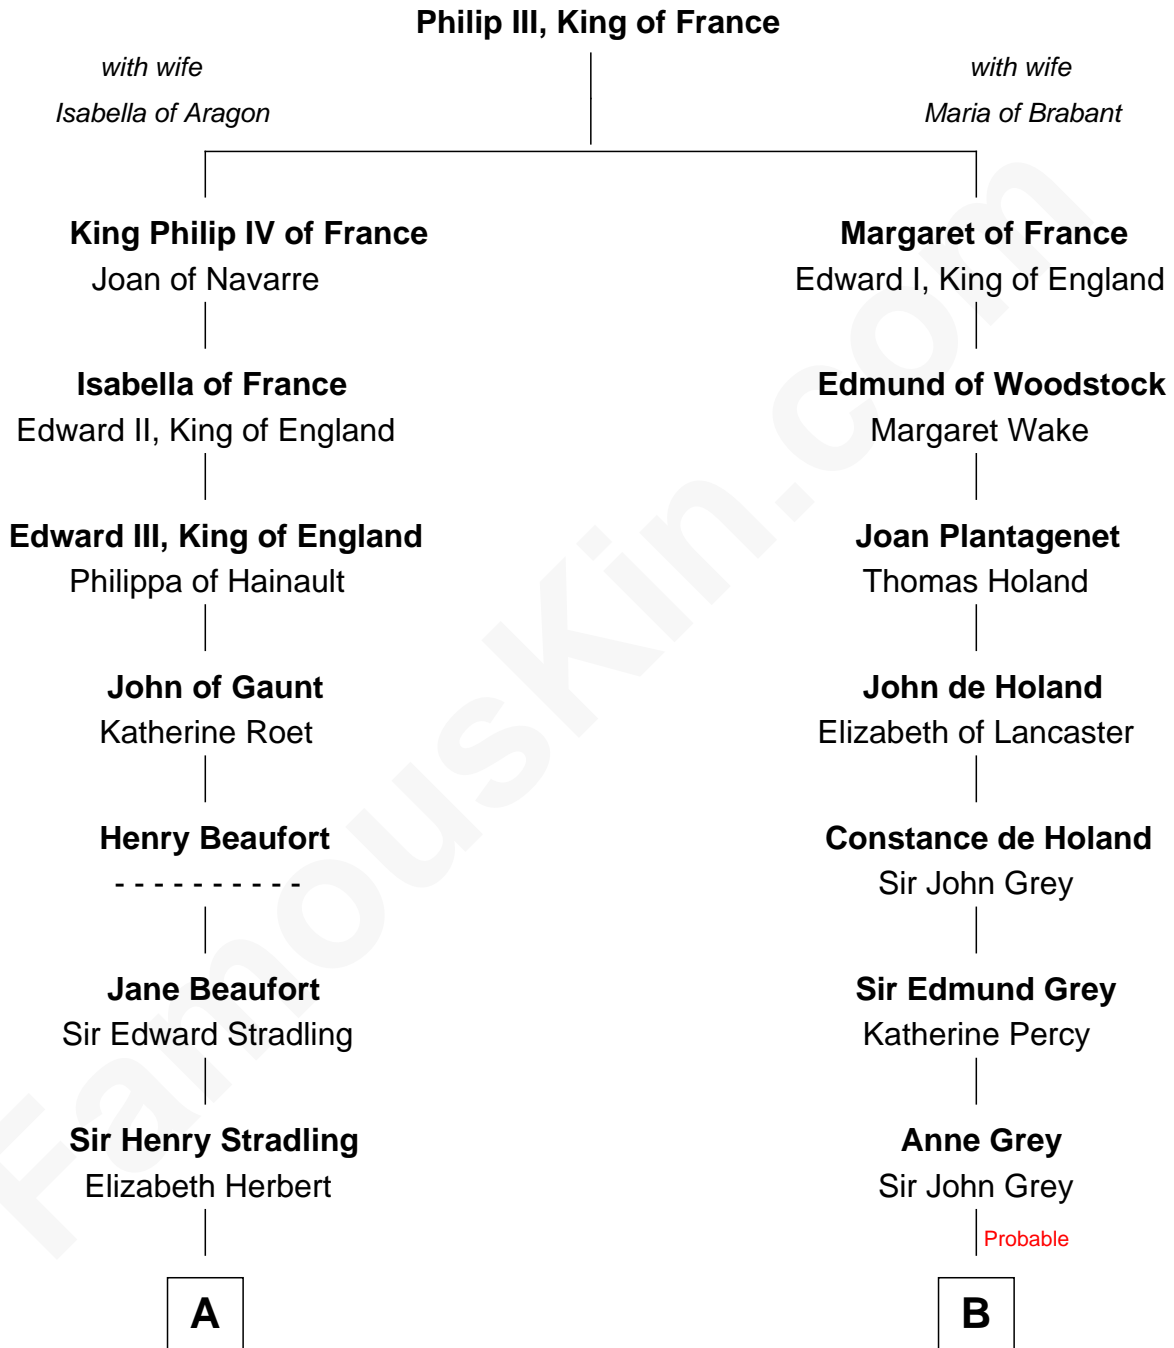 Philip III, King of France
with wife
Isabella of Aragon
with wife
Maria of Brabant
King Philip IV of France
Joan of Navarre
Isabella of France
Edward II, King of England
Edward III, King of England
Philippa of Hainault
John of Gaunt
Katherine Roet
Henry Beaufort
- - - - - - - - - -
Jane Beaufort
Sir Edward Stradling
Sir Henry Stradling
Elizabeth Herbert
A
Margaret of France
Edward I, King of England
Edmund of Woodstock
Margaret Wake
Joan Plantagenet
Thomas Holand
John de Holand
Elizabeth of Lancaster
Constance de Holand
Sir John Grey
Sir Edmund Grey
Katherine Percy
Anne Grey
Sir John Grey
Probable
B
FamousKin.com